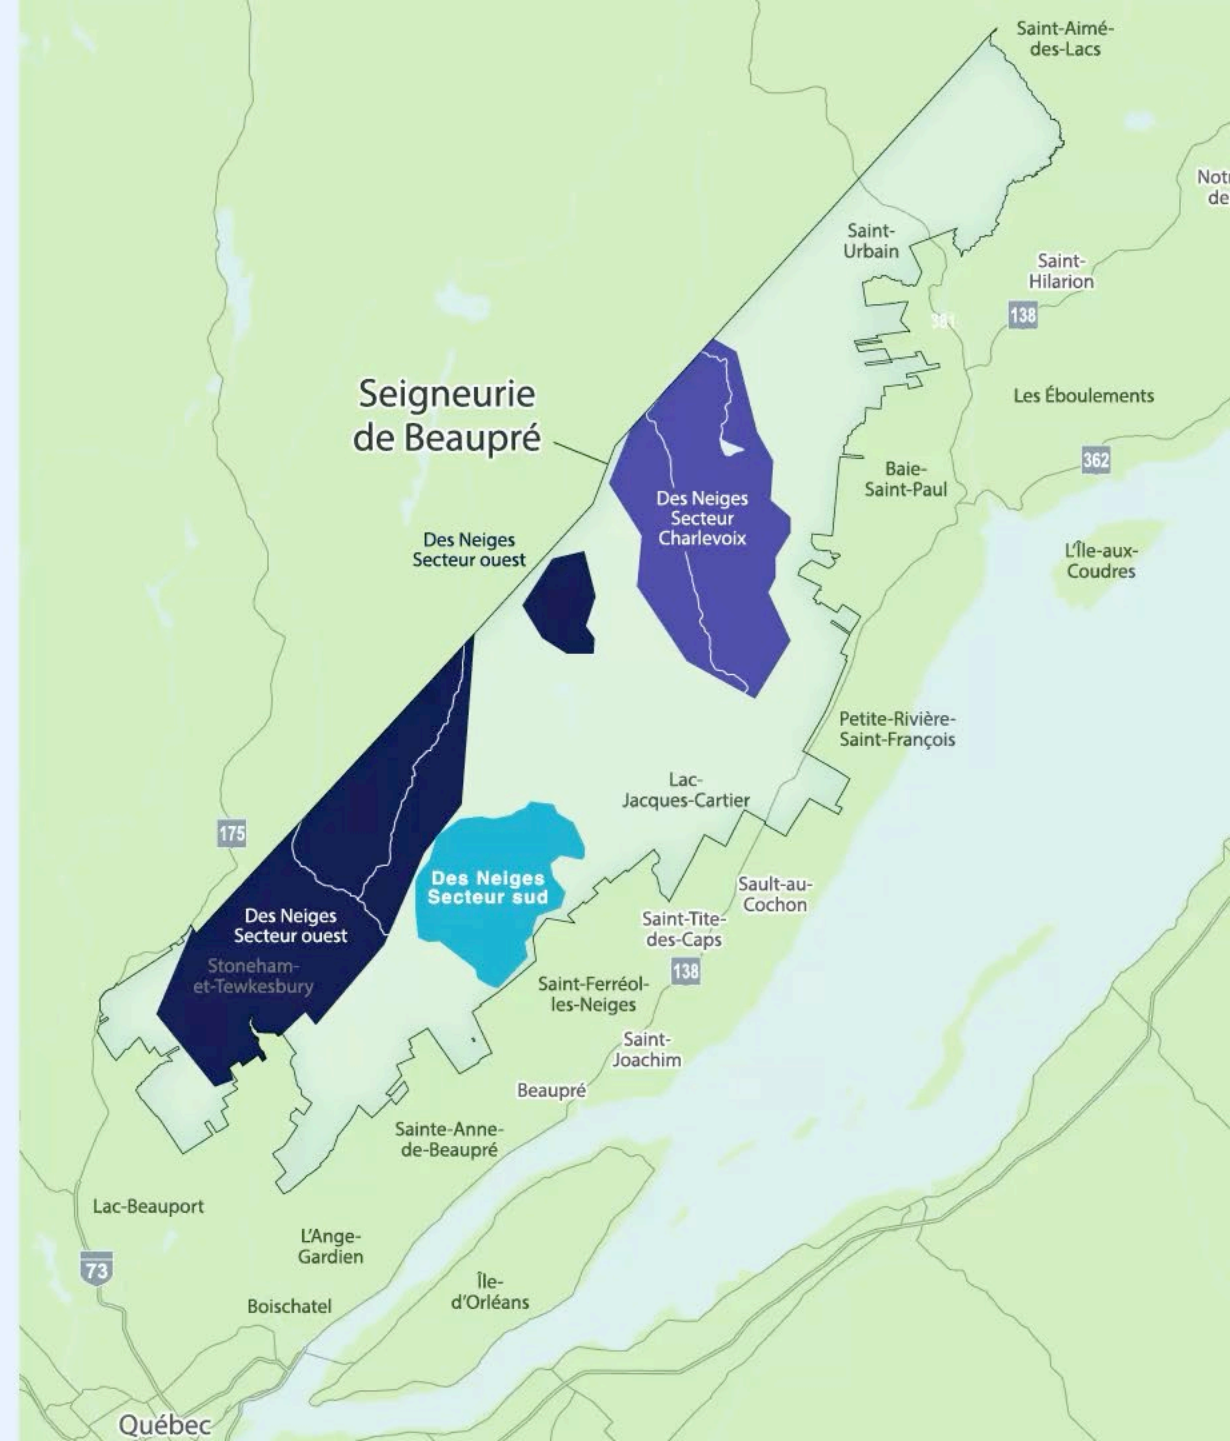 Saint-Aimé-
des-Lacs
Notr
de
Saint-
Urbain
Saint-
Hilarion
138
381
Seigneurie
de Beaupré
Les Éboulements
362
Baie-
Saint-Paul
Des Neiges
Secteur
Charlevoix
Des Neiges
Secteur ouest
L'Île-aux-
Coudres
Petite-Rivière-
Saint-François
Lac-
Jacques-Cartier
175
Des Neiges
Secteur sud
Sault-au-
Cochon
Des Neiges
Secteur ouest
Saint-Tite-
des-Caps
Stoneham-
et-Tewkesbury
138
Saint-Ferréol-
les-Neiges
Saint-
Joachim
Beaupré
Sainte-Anne-
de-Beaupré
Lac-Beauport
L'Ange-
Gardien
73
Île-
d'Orléans
Boischatel
Québec